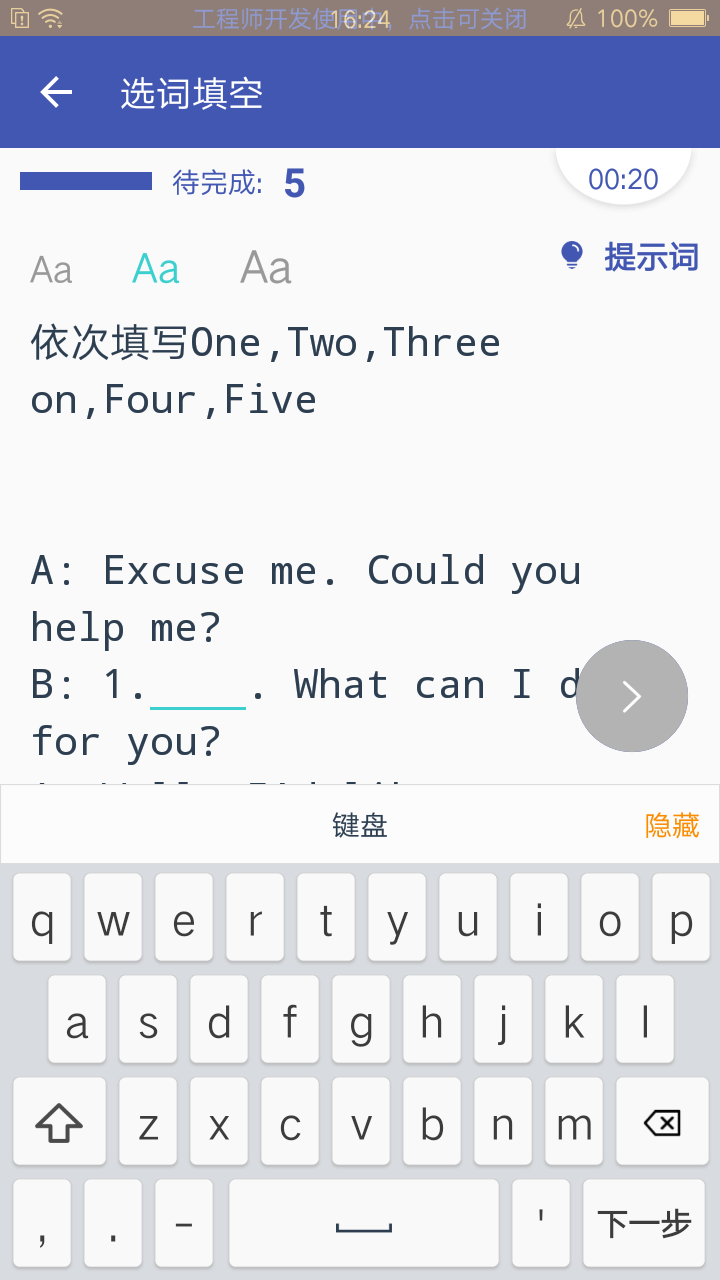 工程师开发使用中，点击可关闭
16:24
100%
选词填空
待完成: 5
00:20
Aa Aa Aa
提示词
依次填写One,Two,Three
on,Four,Five
A: Excuse me. Could you
help me?
B: 1.____. What can I d
for you?
键盘
隐藏
q w e r t y u i o p
a s d f g h j k l
z x c v b n m
, . - ' 下一步